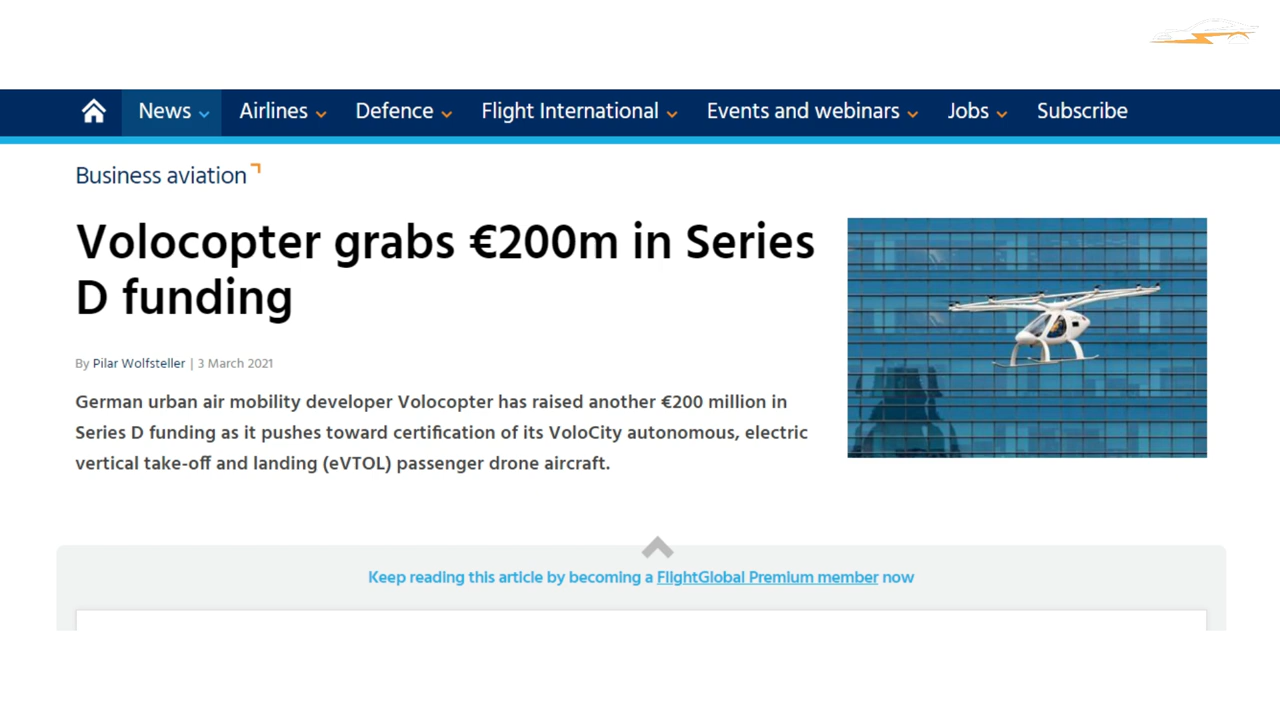 News Airlines Defence Flight International Events and webinars Jobs Subscribe
Business aviation
Volocopter grabs €200m in Series
D funding
By Pilar Wolfsteller | 3 March 2021
German urban air mobility developer Volocopter has raised another €200 million in
Series D funding as it pushes toward certification of its VoloCity autonomous, electric
vertical take-off and landing (eVTOL) passenger drone aircraft.
Keep reading this article by becoming a FlightGlobal Premium member now